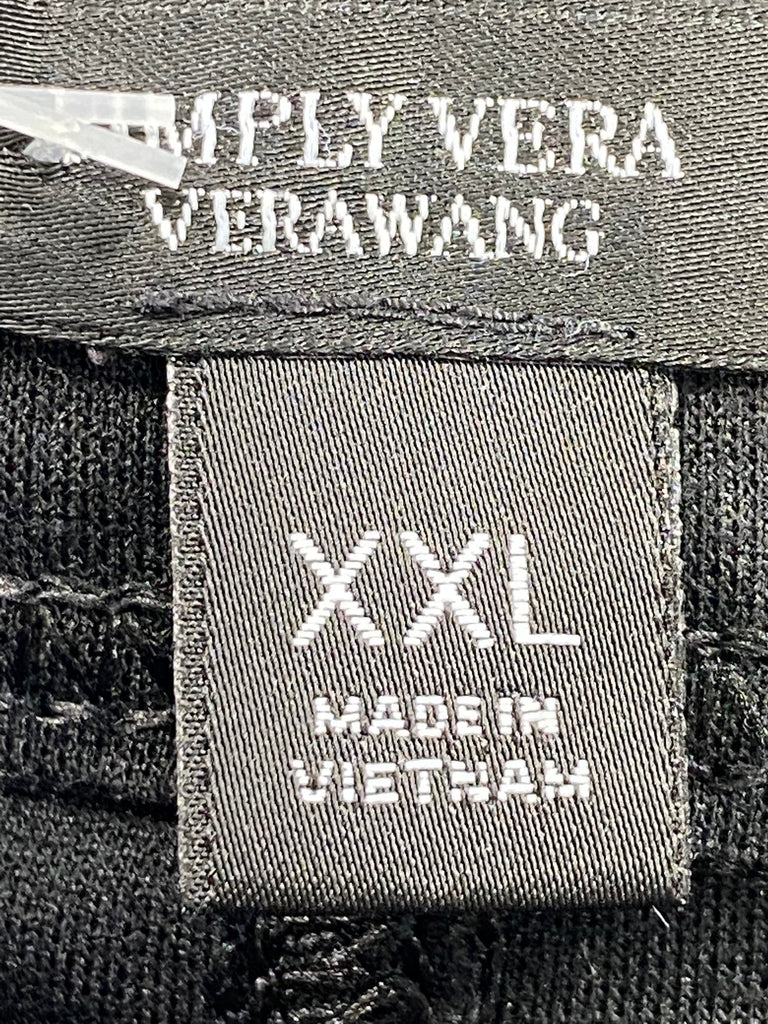 MPLY VERA
VERAWANG
XXL
MADE IN
VIETNAM